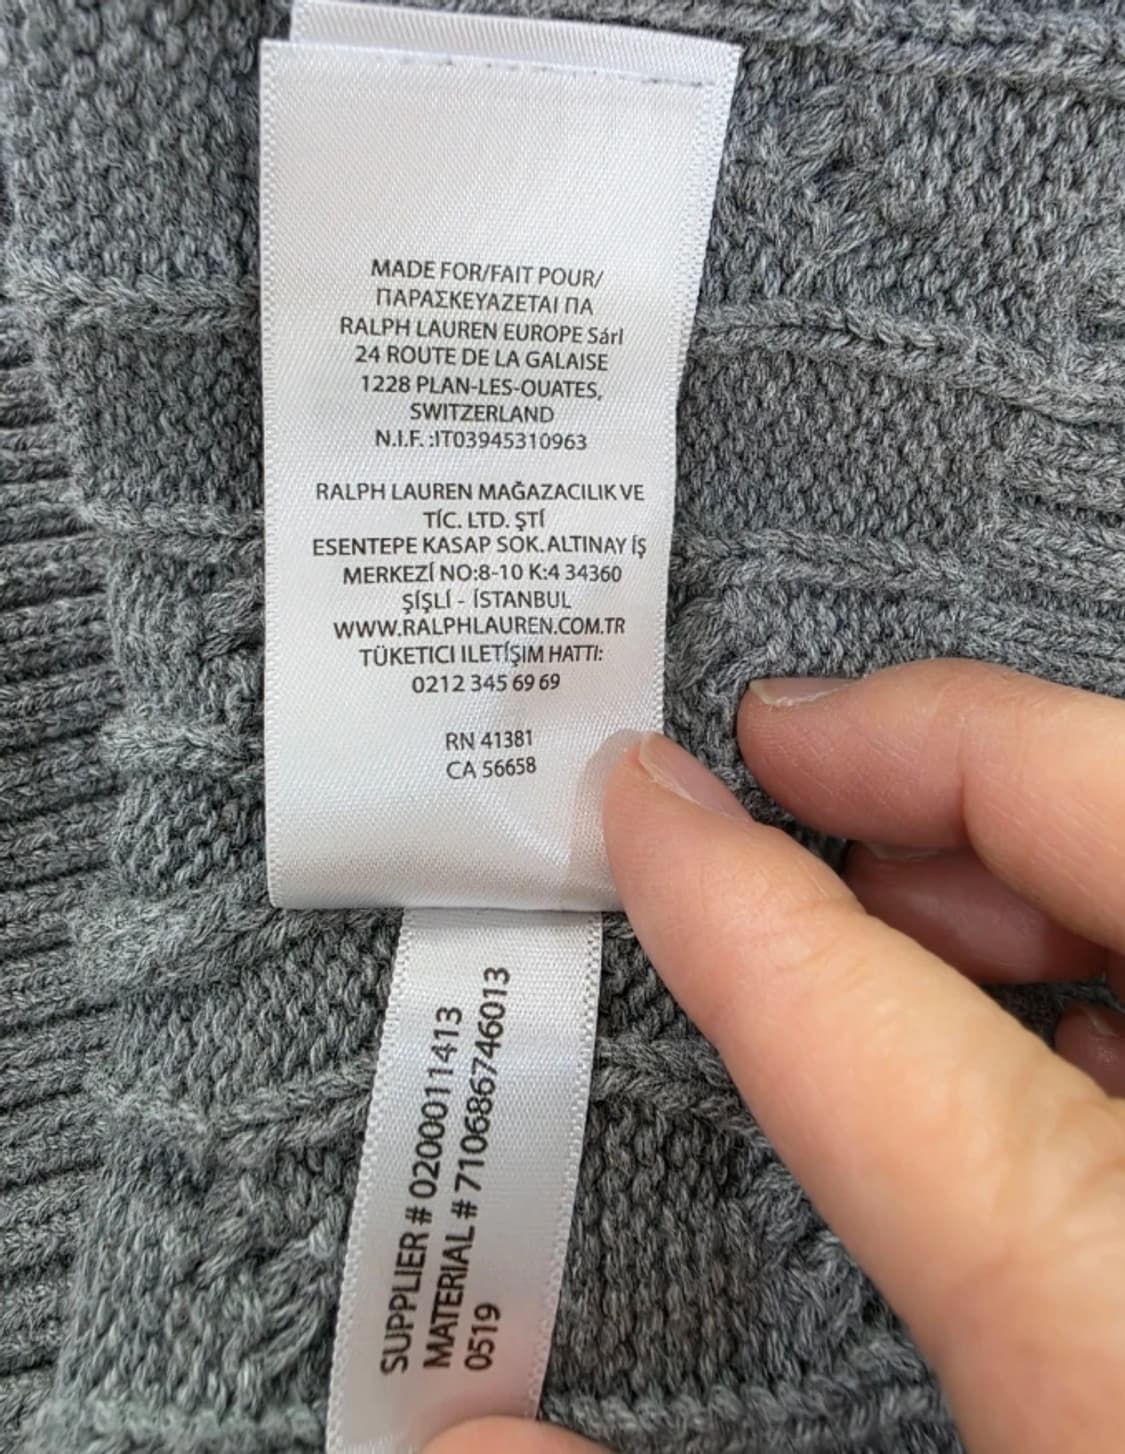 MADE FOR/FAIT POUR/
ΠΑΡΑΣΚΕΥΑΖΕΤΑΙ ΠΑ
RALPH LAUREN EUROPE Sárl
24 ROUTE DE LA GALAISE
1228 PLAN-LES-OUATES,
SWITZERLAND
N.I.F. :IT03945310963
RALPH LAUREN MAĞAZACILIK VE
TİC. LTD. ŞTİ
ESENTEPE KASAP SOK. ALTINAY İŞ
MERKEZİ NO:8-10 K:4 34360
ŞİŞLİ - İSTANBUL
WWW.RALPHLAUREN.COM.TR
TÜKETICI ILETİŞIM HATTI:
0212 345 69 69
RN 41381
CA 56658
SUPPLIER # 0200011413
MATERIAL # 710686746013
0519